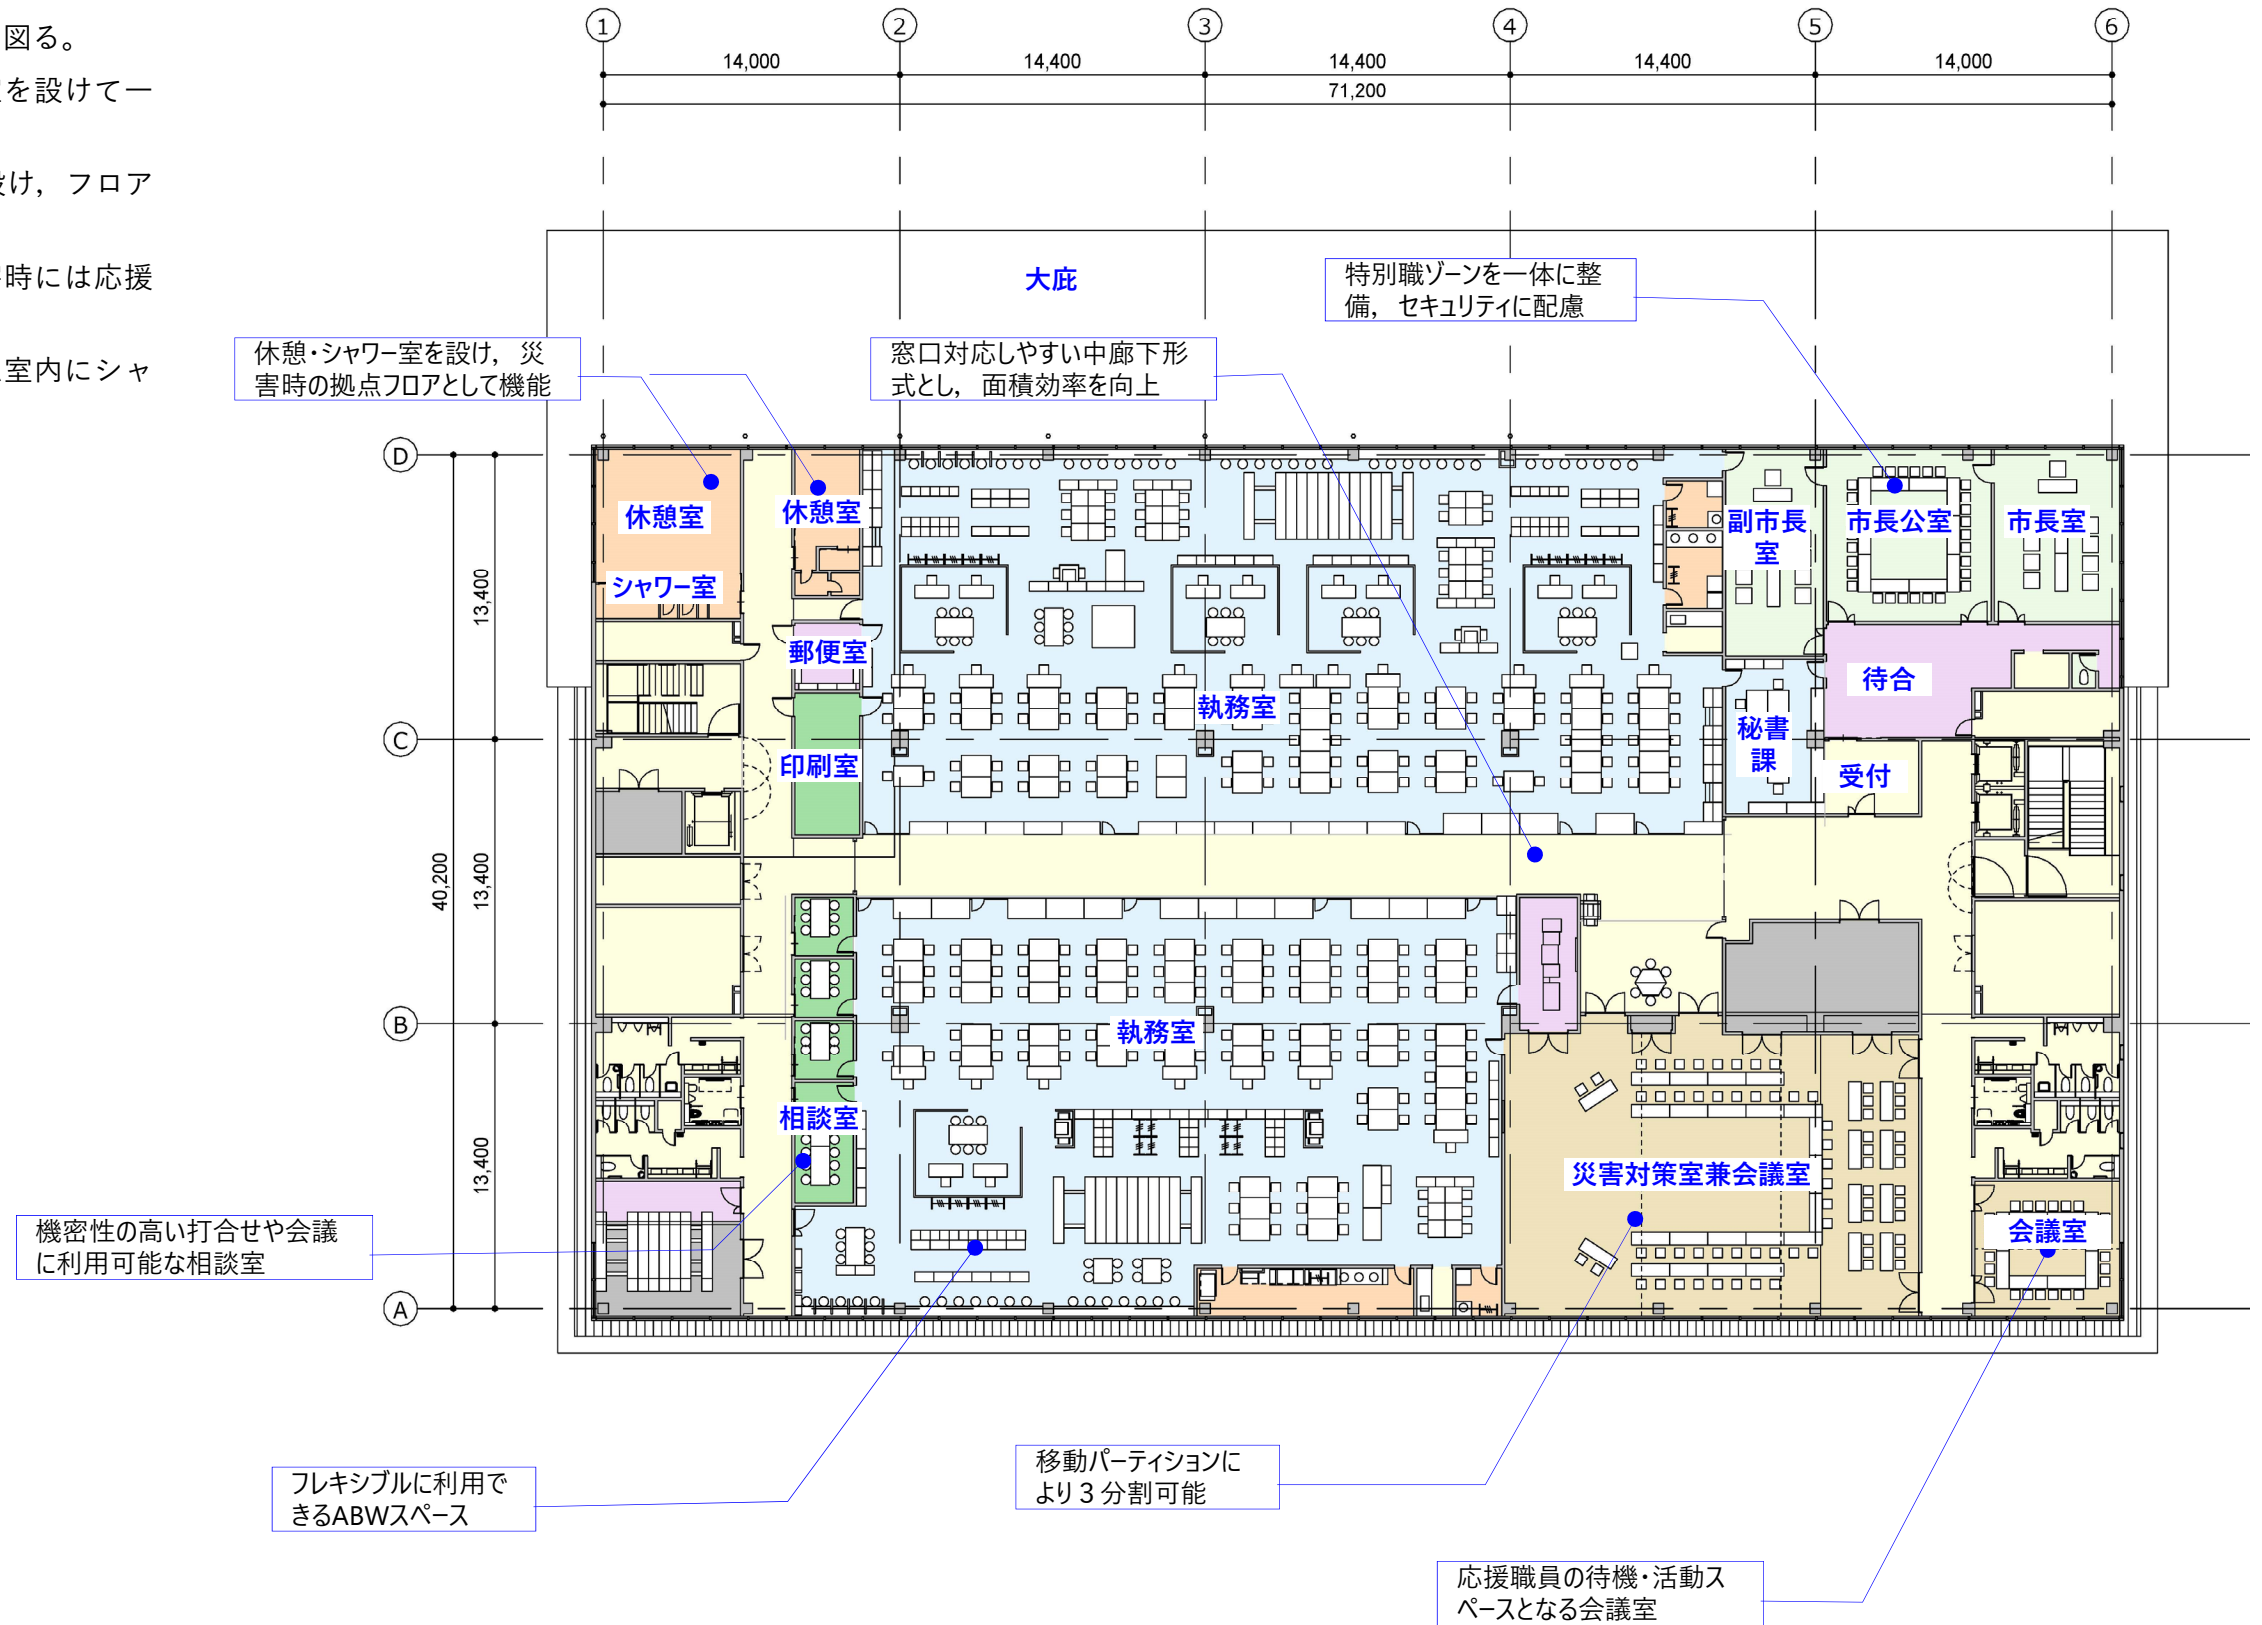 図る。
を設けて一
け，フロア
時には応援
室内にシャ
1
2
3
4
5
6
14,000
14,400
14,400
14,400
14,000
71,200
大庇
特別職ゾーンを一体に整
備，セキュリティに配慮
休憩・シャワー室を設け，災
害時の拠点フロアとして機能
窓口対応しやすい中廊下形
式とし，面積効率を向上
D
C
B
A
13,400
13,400
13,400
40,200
休憩室
シャワー室
休憩室
郵便室
印刷室
執務室
副市長
室
市長公室
市長室
待合
秘書
課
受付
執務室
相談室
災害対策室兼会議室
会議室
機密性の高い打合せや会議
に利用可能な相談室
フレキシブルに利用で
きるABWスペース
移動パーティションに
より３分割可能
応援職員の待機・活動ス
ペースとなる会議室